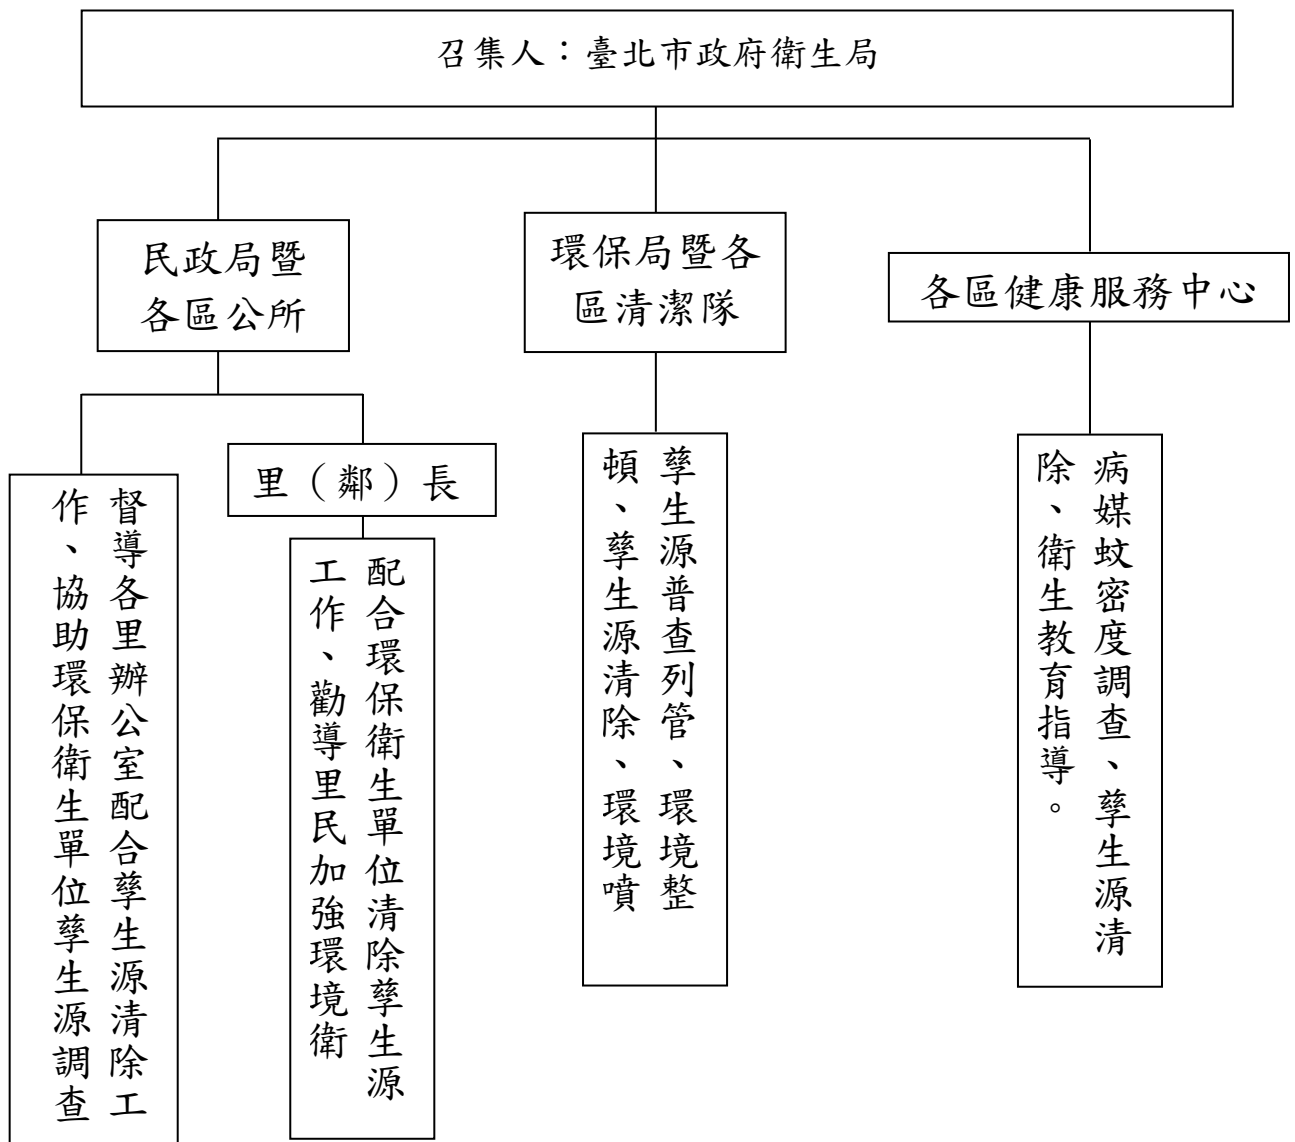 召集人：臺北市政府衛生局
民政局暨
各區公所
環保局暨各
區清潔隊
各區健康服務中心
里（鄰）長
督導各里辦公室配合孳生源清除工
作、協助環保衛生單位孳生源調查
配合環保衛生單位清除孳生源
工作、勸導里民加強環境衛
孳生源普查列管、環境整
頓、孳生源清除、環境噴
病媒蚊密度調查、孳生源清
除、衛生教育指導。